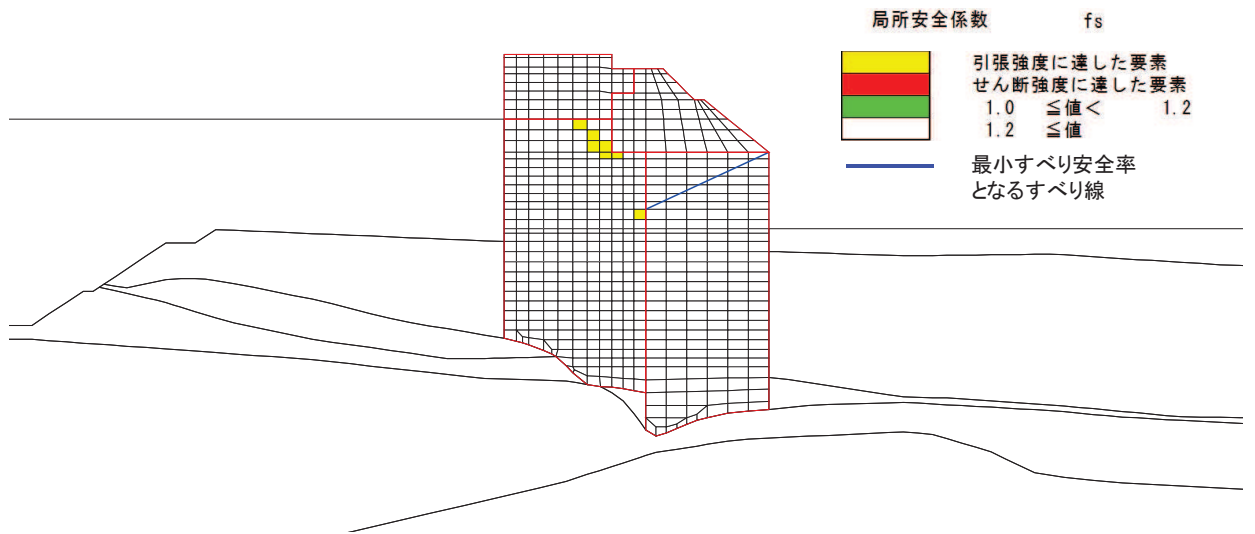 局所安全係数 fs
引張強度に達した要素
せん断強度に達した要素
1.0 ≦値< 1.2
1.2 ≦値
最小すべり安全率
となるすべり線